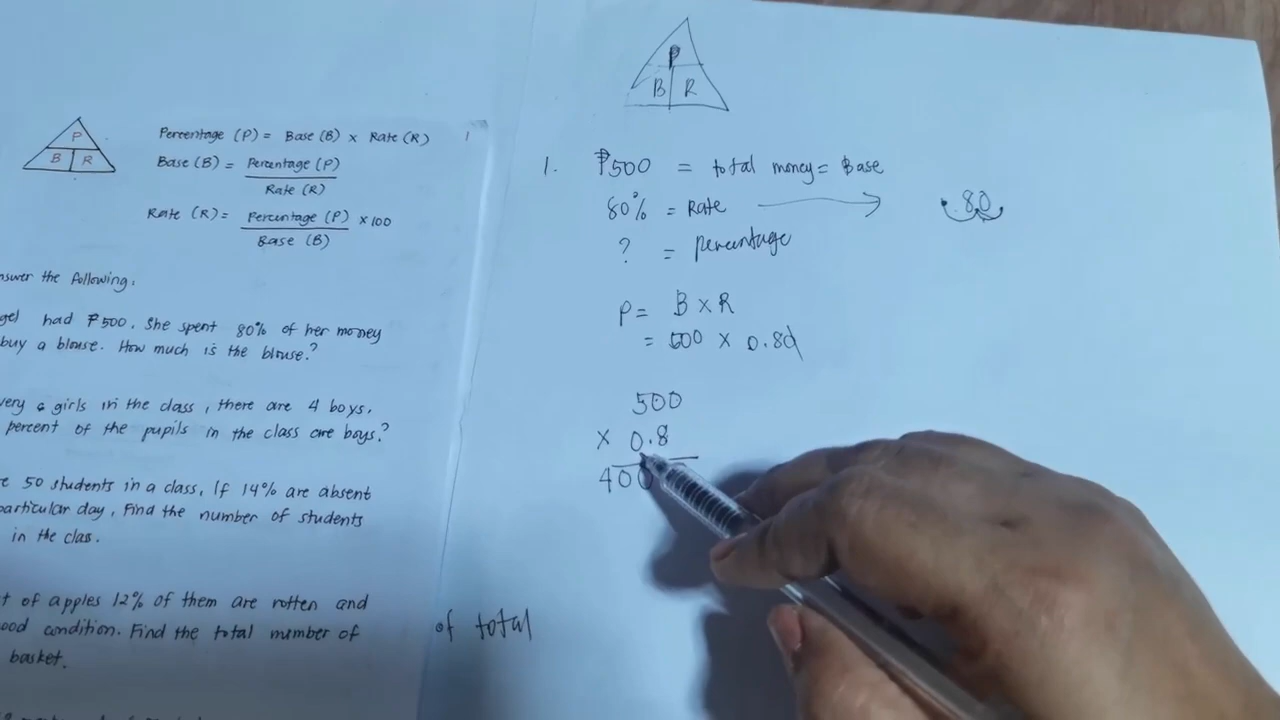 P
B R
Percentage (P) = Base (B) x Rate (R)
Base (B) = Percentage (P)
Rate (R)
Rate (R) = Percentage (P) x 100
Base (B)
the following:
had ₱500. She spent 80% of her money
buy a blouse. How much is the blouse?
6 girls in the class, there are 4 boys.
percent of the pupils in the class are boys?
50 students in a class, If 14% are absent
particular day, Find the number of students
in the class.
of apples 12% of them are rotten and
condition. Find the total number of
basket.
P
B R
1. ₱500 = total money = Base
80% = Rate .80
? = percentage
P = B x R
= 500 x 0.80
500
x 0.8
400
of total